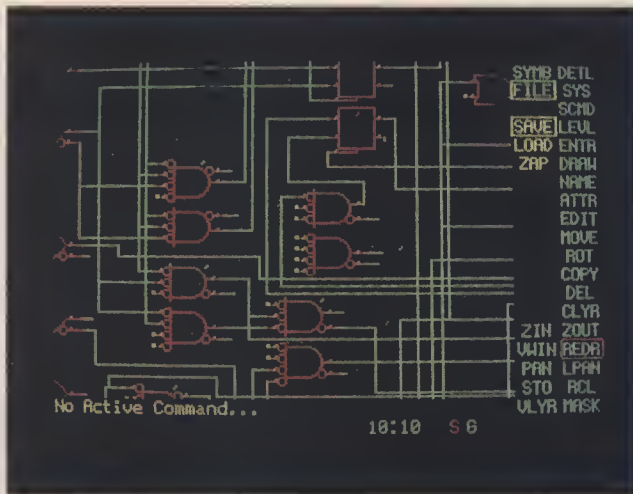 SYMB DETL
FILE SYS
SCMD
SAVE LEVL
LOAD ENTR
ZAP DRAW
NAME
ATTR
EDIT
MOVE
ROT
COPY
DEL
CLYR
ZIN ZOUT
VWIN REDR
PAN LPAN
STO RCL
VLYR MASK
No Active Command...
10:10 S 6